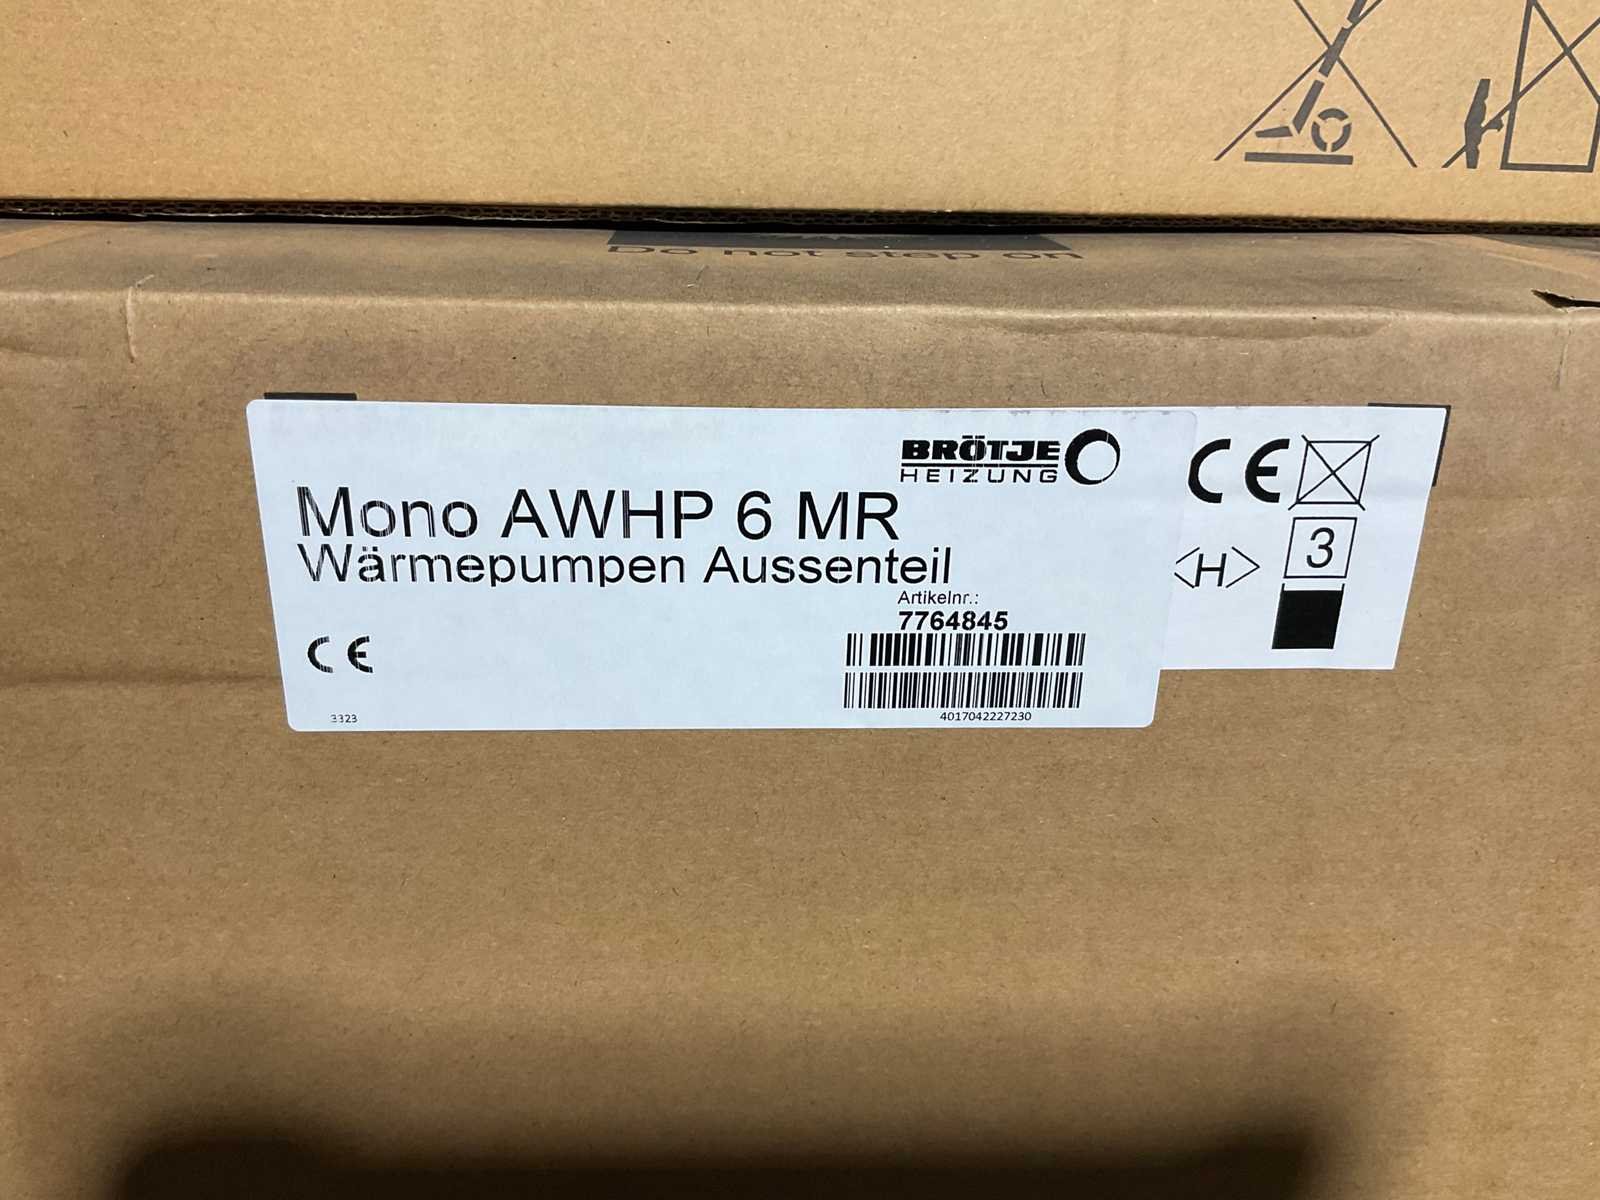 Do not step on
BRÖTJE
HEIZUNG
Mono AWHP 6 MR
Wärmepumpen Aussenteil
Artikelnr.:
7764845
4017042227230
3323
CE
CE
<H>
3